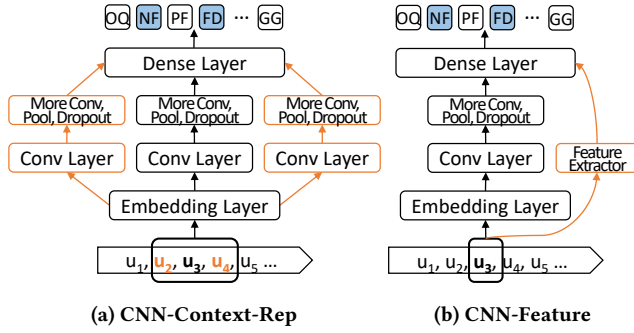 OQ NF PF FD ... GG
Dense Layer
More Conv, Pool, Dropout
More Conv, Pool, Dropout
More Conv, Pool, Dropout
Conv Layer
Conv Layer
Conv Layer
Embedding Layer
u1, u2, u3, u4, u5 ...
(a) CNN-Context-Rep
OQ NF PF FD ... GG
Dense Layer
More Conv, Pool, Dropout
Conv Layer
Feature Extractor
Embedding Layer
u1, u2, u3, u4, u5 ...
(b) CNN-Feature